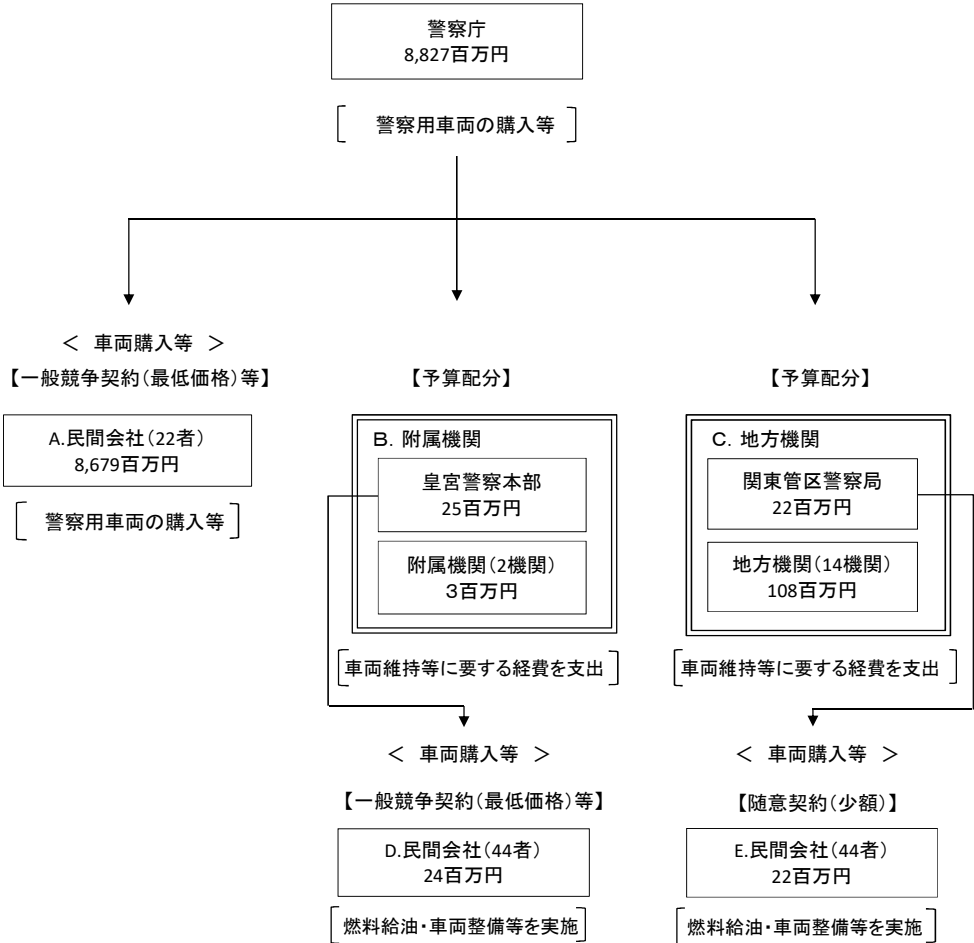 警察庁
8,827百万円
[ 警察用車両の購入等 ]
＜ 車両購入等 ＞
【一般競争契約（最低価格）等】
A.民間会社（22者）
8,679百万円
[ 警察用車両の購入等 ]
【予算配分】
B. 附属機関
皇宮警察本部
25百万円
附属機関（2機関）
3百万円
[車両維持等に要する経費を支出]
＜ 車両購入等 ＞
【一般競争契約（最低価格）等】
D.民間会社（44者）
24百万円
[燃料給油・車両整備等を実施]
【予算配分】
C. 地方機関
関東管区警察局
22百万円
地方機関（14機関）
108百万円
[車両維持等に要する経費を支出]
＜ 車両購入等 ＞
【随意契約（少額）】
E.民間会社（44者）
22百万円
[燃料給油・車両整備等を実施]